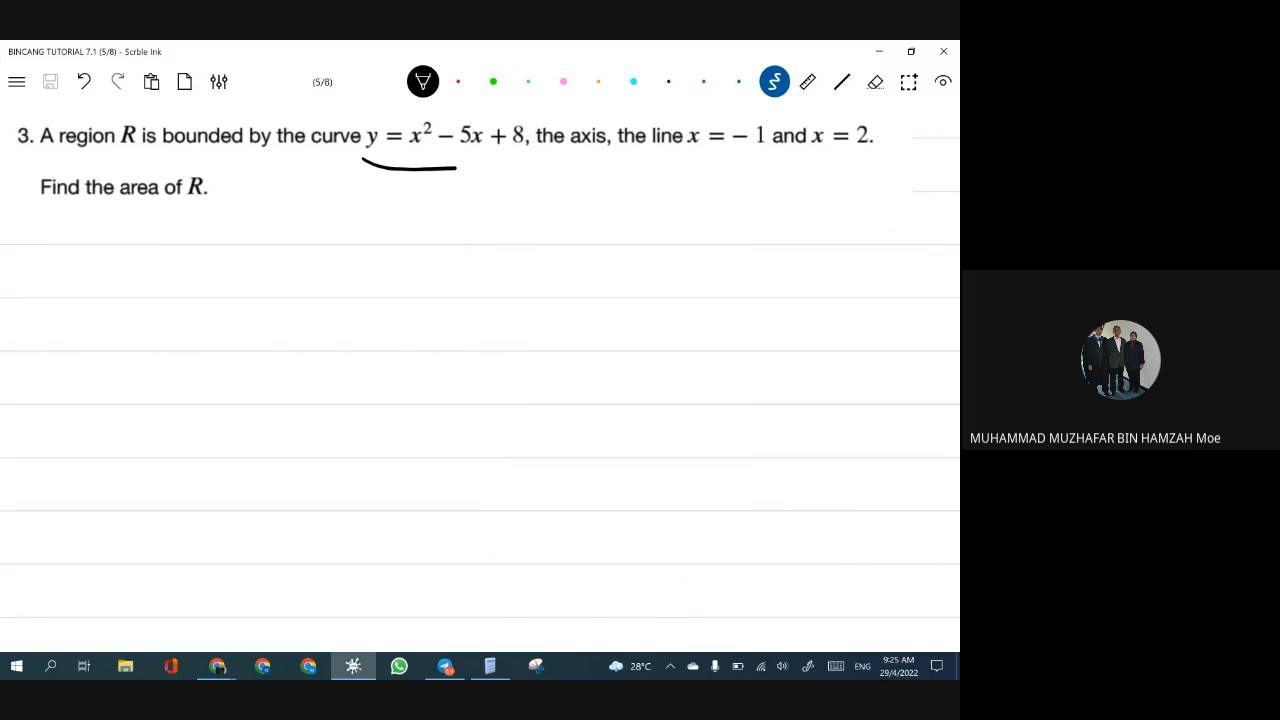 BINCANG TUTORIAL 7.1 (5/8) - Scrble Ink
(5/8)
3. A region R is bounded by the curve y = x² − 5x + 8, the axis, the line x = − 1 and x = 2.
Find the area of R.
MUHAMMAD MUZHAFAR BIN HAMZAH Moe
28°C
ENG
9:25 AM
29/4/2022